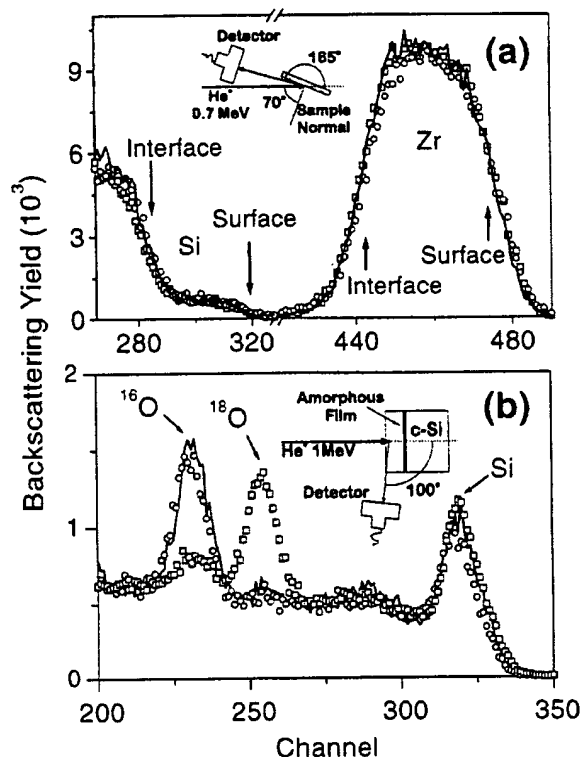 (a)
Detector
165°
He⁺
0.7 MeV
70°
Sample
Normal
Interface
Si
Surface
Zr
Interface
Surface
9
6
3
0
280
320
440
480
Backscattering Yield (10³)
(b)
2
1
0
¹⁶O
¹⁸O
Amorphous
Film
c-Si
He⁺ 1MeV
100°
Detector
Si
200
250
300
350
Channel